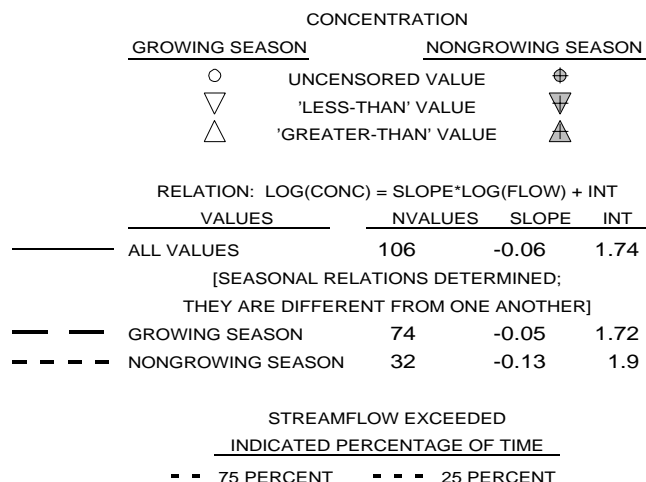 CONCENTRATION
GROWING SEASON NONGROWING SEASON
UNCENSORED VALUE
'LESS-THAN' VALUE
'GREATER-THAN' VALUE
RELATION: LOG(CONC) = SLOPE*LOG(FLOW) + INT
VALUES NVALUES SLOPE INT
ALL VALUES 106 -0.06 1.74
[SEASONAL RELATIONS DETERMINED;
THEY ARE DIFFERENT FROM ONE ANOTHER]
GROWING SEASON 74 -0.05 1.72
NONGROWING SEASON 32 -0.13 1.9
STREAMFLOW EXCEEDED
INDICATED PERCENTAGE OF TIME
75 PERCENT 25 PERCENT